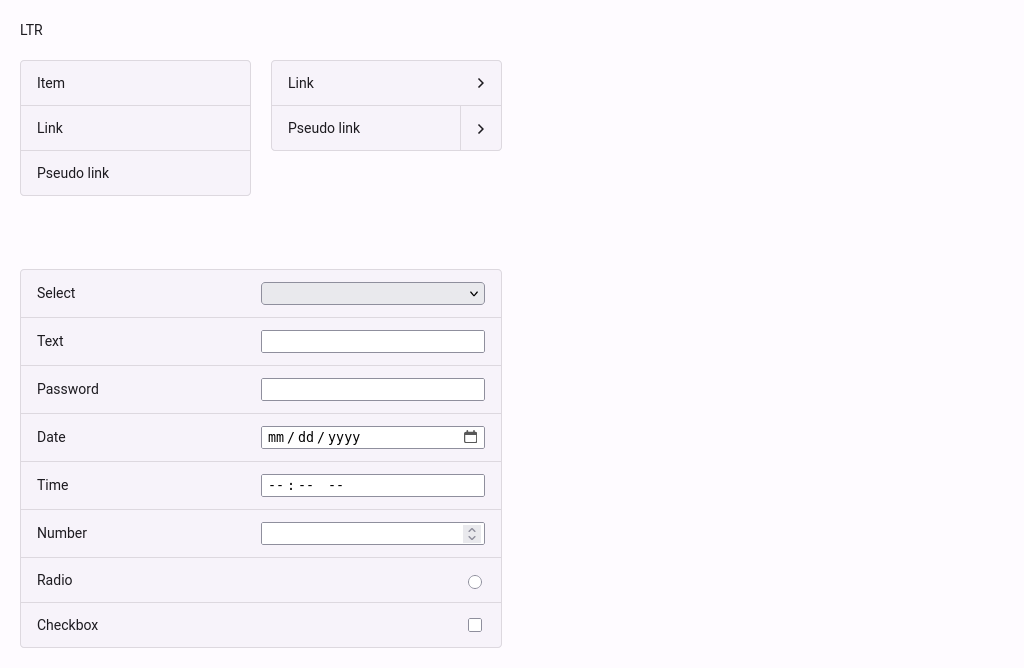 LTR
Item
Link
Pseudo link
Link
Pseudo link
Select
Text
Password
Date mm/dd/yyyy
Time --:-- --
Number
Radio
Checkbox